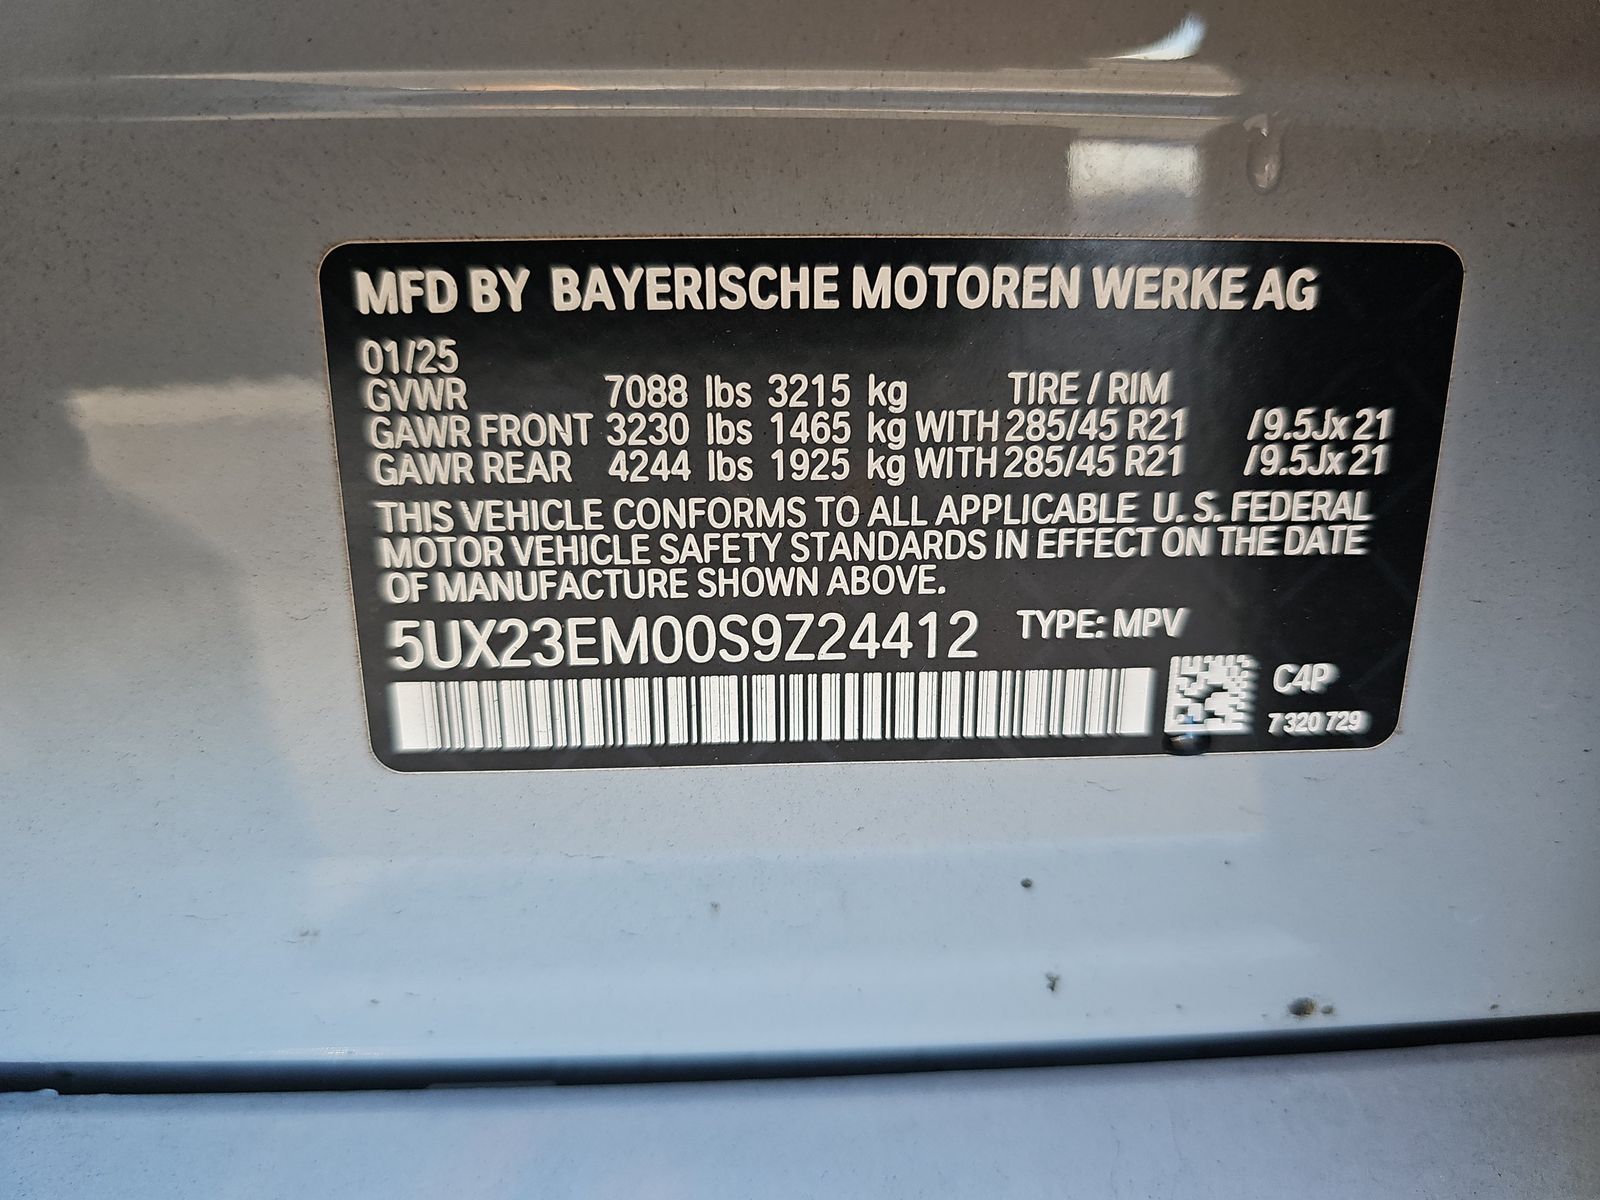 MFD BY BAYERISCHE MOTOREN WERKE AG
01/25
GVWR 7088 lbs 3215 kg TIRE / RIM
GAWR FRONT 3230 lbs 1465 kg WITH 285/45 R21 /9.5Jx21
GAWR REAR 4244 lbs 1925 kg WITH 285/45 R21 /9.5Jx21
THIS VEHICLE CONFORMS TO ALL APPLICABLE U.S. FEDERAL
MOTOR VEHICLE SAFETY STANDARDS IN EFFECT ON THE DATE
OF MANUFACTURE SHOWN ABOVE.
5UX23EM00S9Z24412 TYPE: MPV
C4P
7 320 729